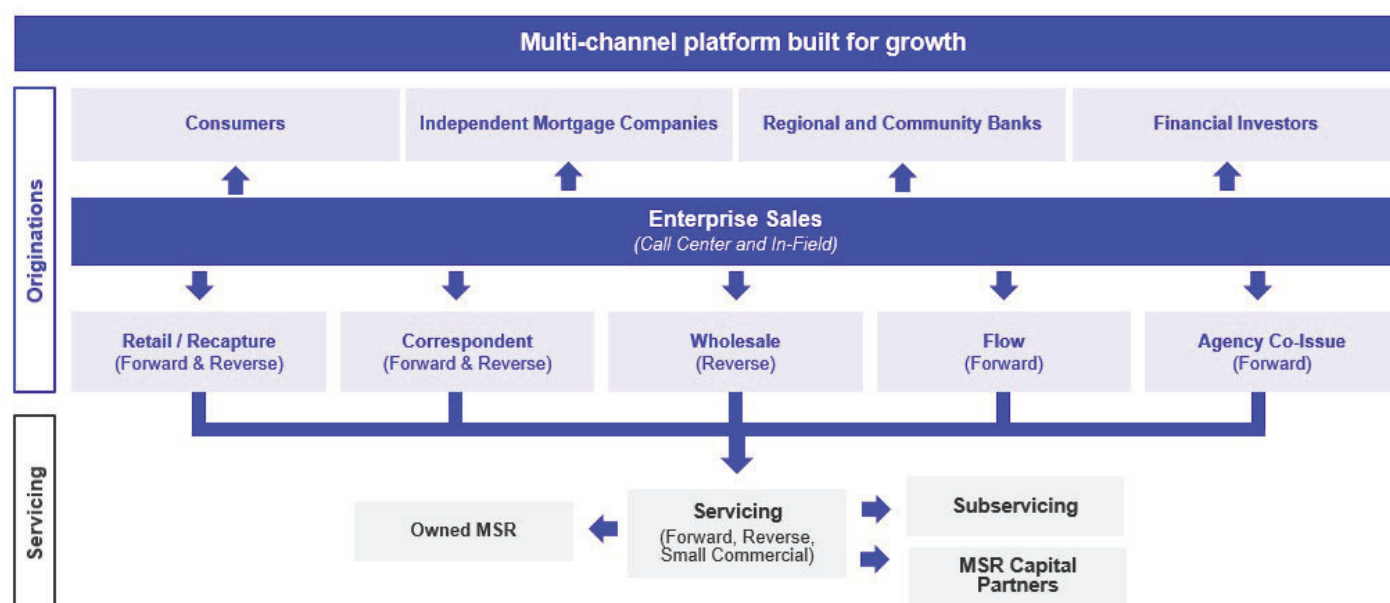 Multi-channel platform built for growth
Originations
Consumers
Independent Mortgage Companies
Regional and Community Banks
Financial Investors
Enterprise Sales
(Call Center and In-Field)
Retail / Recapture
(Forward & Reverse)
Correspondent
(Forward & Reverse)
Wholesale
(Reverse)
Flow
(Forward)
Agency Co-Issue
(Forward)
Servicing
Owned MSR
Servicing
(Forward, Reverse,
Small Commercial)
Subservicing
MSR Capital
Partners